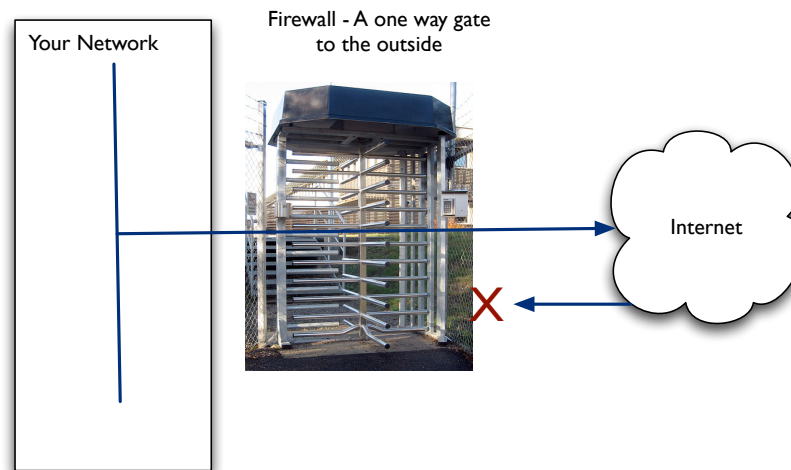 Your Network
Firewall - A one way gate
to the outside
Internet
X